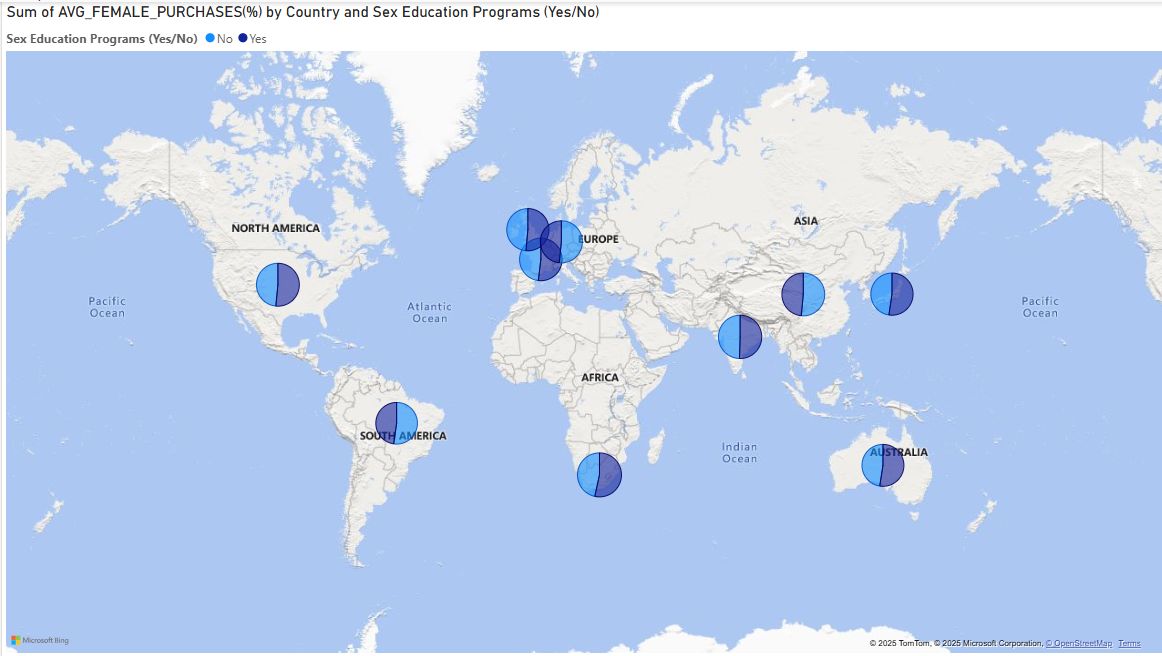 Sum of AVG_FEMALE_PURCHASES(%) by Country and Sex Education Programs (Yes/No)
Sex Education Programs (Yes/No) No Yes
NORTH AMERICA
EUROPE
ASIA
Pacific
Ocean
Atlantic
Ocean
Pacific
Ocean
AFRICA
SOUTH AMERICA
Indian
Ocean
AUSTRALIA
Microsoft Bing
© 2025 TomTom, © 2025 Microsoft Corporation, © OpenStreetMap Terms